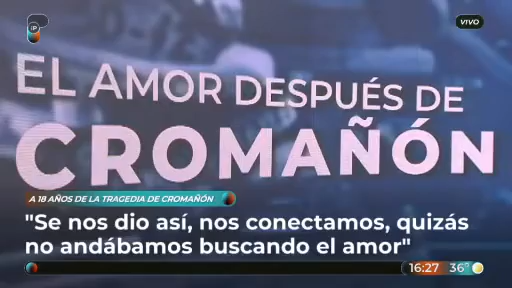 iP
VIVO
EL AMOR DESPUÉS DE
CROMAÑÓN
A 18 AÑOS DE LA TRAGEDIA DE CROMAÑÓN
"Se nos dio así, nos conectamos, quizás
no andábamos buscando el amor"
16:27 36°